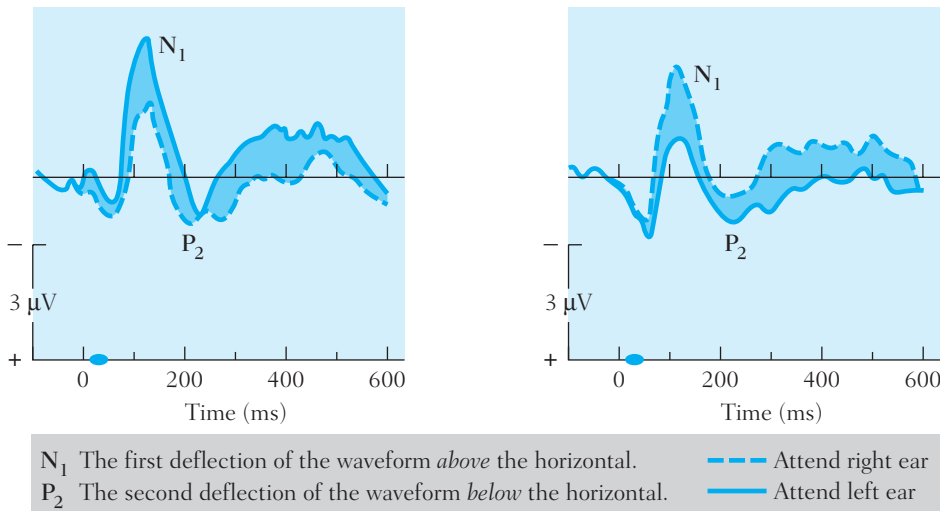 N1
P2
−
3 μV
+
0 200 400 600
Time (ms)
N1
P2
−
3 μV
+
0 200 400 600
Time (ms)
N1 The first deflection of the waveform above the horizontal.
P2 The second deflection of the waveform below the horizontal.
Attend right ear
Attend left ear